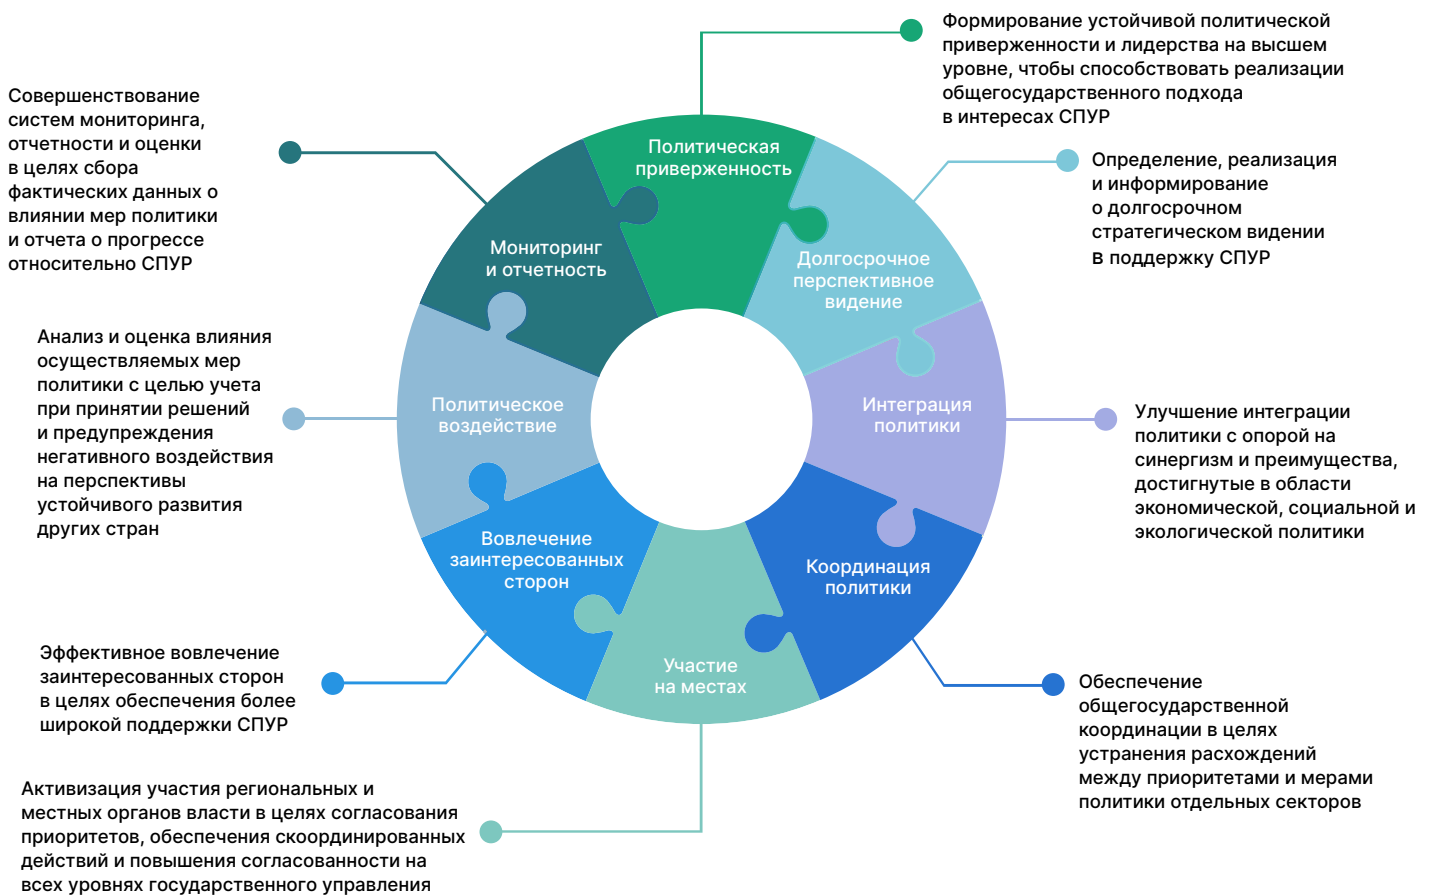 Формирование устойчивой политической
приверженности и лидерства на высшем
уровне, чтобы способствовать реализации
общегосударственного подхода
в интересах СПУР
Совершенствование
систем мониторинга,
отчетности и оценки
в целях сбора
фактических данных о
влиянии мер политики
и отчета о прогрессе
относительно СПУР
Политическая
приверженность
Определение, реализация
и информирование
о долгосрочном
стратегическом видении
в поддержку СПУР
Мониторинг
и отчетность
Долгосрочное
перспективное
видение
Анализ и оценка влияния
осуществляемых мер
политики с целью учета
при принятии решений
и предупреждения
негативного воздействия
на перспективы
устойчивого развития
других стран
Политическое
воздействие
Интеграция
политики
Улучшение интеграции
политики с опорой на
синергизм и преимущества,
достигнутые в области
экономической, социальной и
экологической политики
Вовлечение
заинтересованных
сторон
Координация
политики
Участие
на местах
Эффективное вовлечение
заинтересованных сторон
в целях обеспечения более
широкой поддержки СПУР
Обеспечение
общегосударственной
координации в целях
устранения расхождений
между приоритетами и мерами
политики отдельных секторов
Активизация участия региональных и
местных органов власти в целях согласования
приоритетов, обеспечения скоординированных
действий и повышения согласованности на
всех уровнях государственного управления